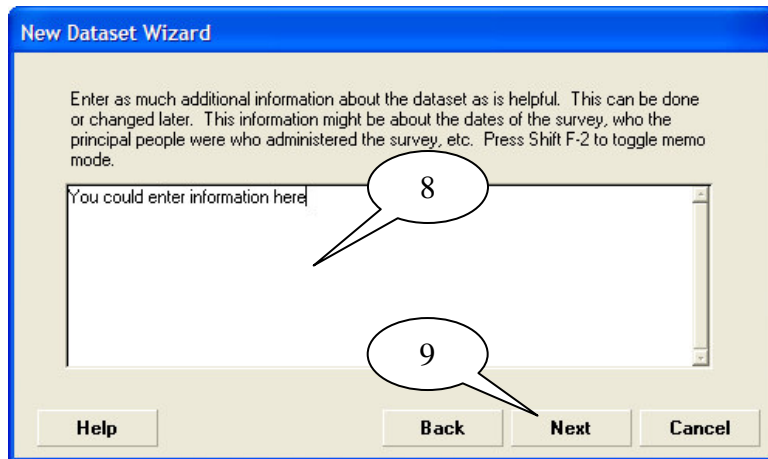 New Dataset Wizard
Enter as much additional information about the dataset as is helpful. This can be done
or changed later. This information might be about the dates of the survey, who the
principal people were who administered the survey, etc. Press Shift F-2 to toggle memo
mode.
You could enter information here
8
9
Help
Back
Next
Cancel